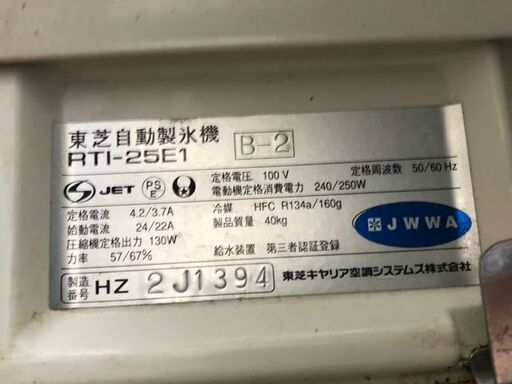 東芝自動製氷機
RTI-25E1 B-2
JET PS E
定格電圧 100 V 定格周波数 50/60 Hz
電動機定格消費電力 240/250W
定格電流 4.2/3.7A 冷媒 HFC R134a/160g
始動電流 24/22A 製品質量 40kg
圧縮機定格出力 130W
力率 57/67% 給水装置 第三者認証登録
JWWA
製造番号 HZ 2J1394
東芝キヤリア空調システムズ株式会社